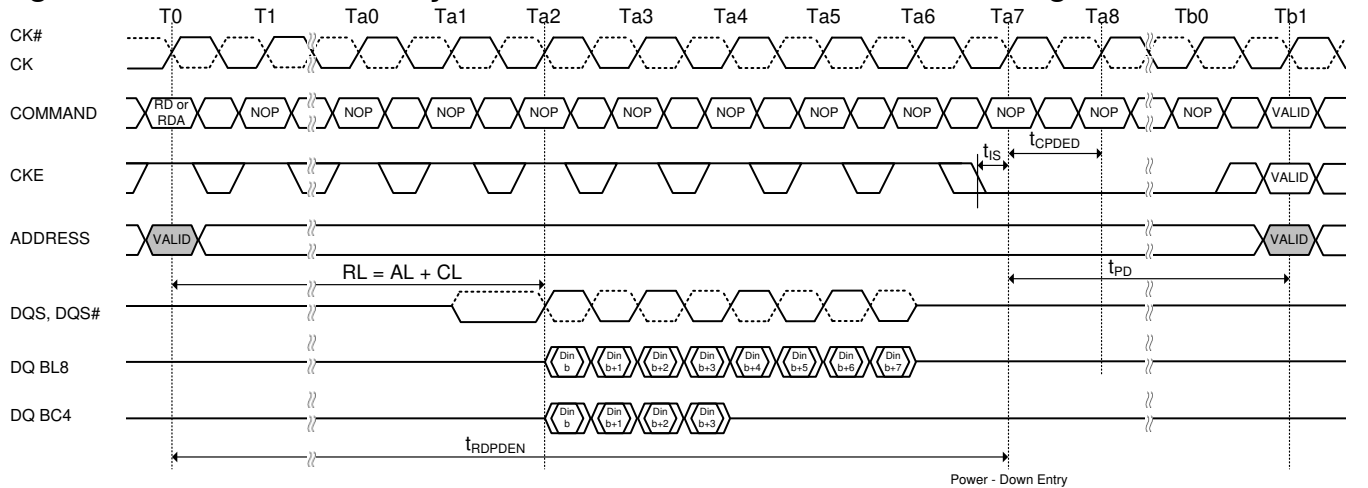 T0 T1 Ta0 Ta1 Ta2 Ta3 Ta4 Ta5 Ta6 Ta7 Ta8 Tb0 Tb1
CK#
CK
COMMAND
RD or
RDA
NOP NOP NOP NOP NOP NOP NOP NOP NOP NOP NOP VALID
tIS
tCPDED
CKE
VALID
ADDRESS
VALID
VALID
RL = AL + CL
tPD
DQS, DQS#
DQ BL8
Din
b
Din
b+1
Din
b+2
Din
b+3
Din
b+4
Din
b+5
Din
b+6
Din
b+7
DQ BC4
Din
b
Din
b+1
Din
b+2
Din
b+3
tRDPDEN
Power - Down Entry